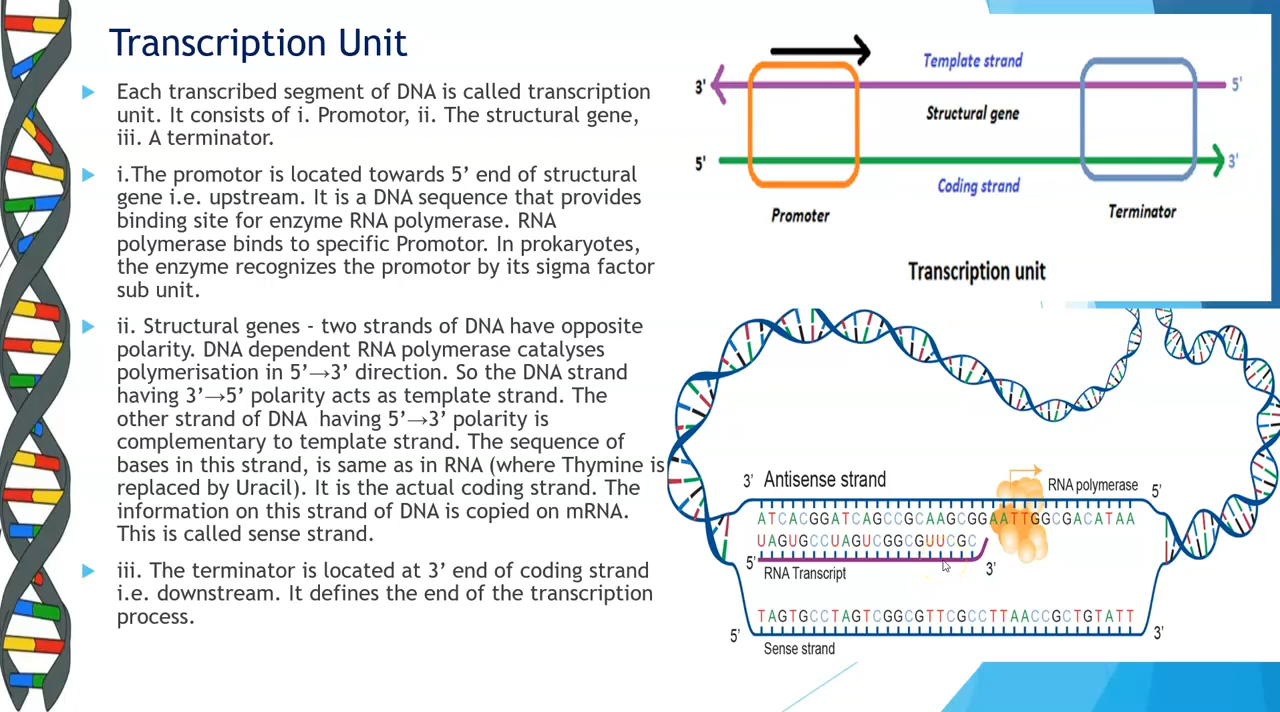 Transcription Unit
Each transcribed segment of DNA is called transcription
unit. It consists of i. Promotor, ii. The structural gene,
iii. A terminator.
i.The promotor is located towards 5’ end of structural
gene i.e. upstream. It is a DNA sequence that provides
binding site for enzyme RNA polymerase. RNA
polymerase binds to specific Promotor. In prokaryotes,
the enzyme recognizes the promotor by its sigma factor
sub unit.
ii. Structural genes - two strands of DNA have opposite
polarity. DNA dependent RNA polymerase catalyses
polymerisation in 5’→3’ direction. So the DNA strand
having 3’→5’ polarity acts as template strand. The
other strand of DNA having 5’→3’ polarity is
complementary to template strand. The sequence of
bases in this strand, is same as in RNA (where Thymine is
replaced by Uracil). It is the actual coding strand. The
information on this strand of DNA is copied on mRNA.
This is called sense strand.
iii. The terminator is located at 3’ end of coding strand
i.e. downstream. It defines the end of the transcription
process.
Template strand
3' 5'
Structural gene
5' 3'
Coding strand
Promoter Terminator
Transcription unit
3' Antisense strand RNA polymerase 5'
ATCACGGATCAGCCGCAAGCGGAATTGGCGACATAA
UAGUGCCUAGUCGGCGUUCGC
5' 3'
RNA Transcript
TAGTGCCTAGTCGGCGTTCGCCTTAACCGCTGTATT
5' 3'
Sense strand